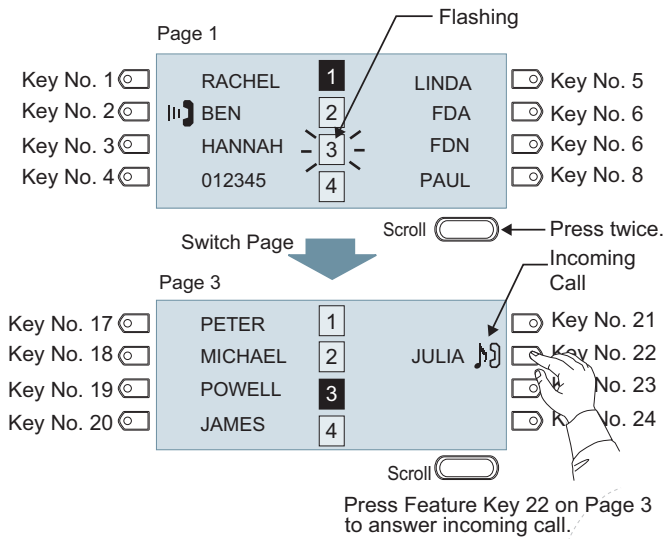 Flashing
Page 1
Key No. 1 RACHEL 1 LINDA Key No. 5
Key No. 2 BEN 2 FDA Key No. 6
Key No. 3 HANNAH 3 FDN Key No. 6
Key No. 4 012345 4 PAUL Key No. 8
Scroll Press twice.
Switch Page
Incoming
Call
Page 3
Key No. 17 PETER 1 Key No. 21
Key No. 18 MICHAEL 2 JULIA Key No. 22
Key No. 19 POWELL 3 No. 23
Key No. 20 JAMES 4 No. 24
Scroll
Press Feature Key 22 on Page 3
to answer incoming call.